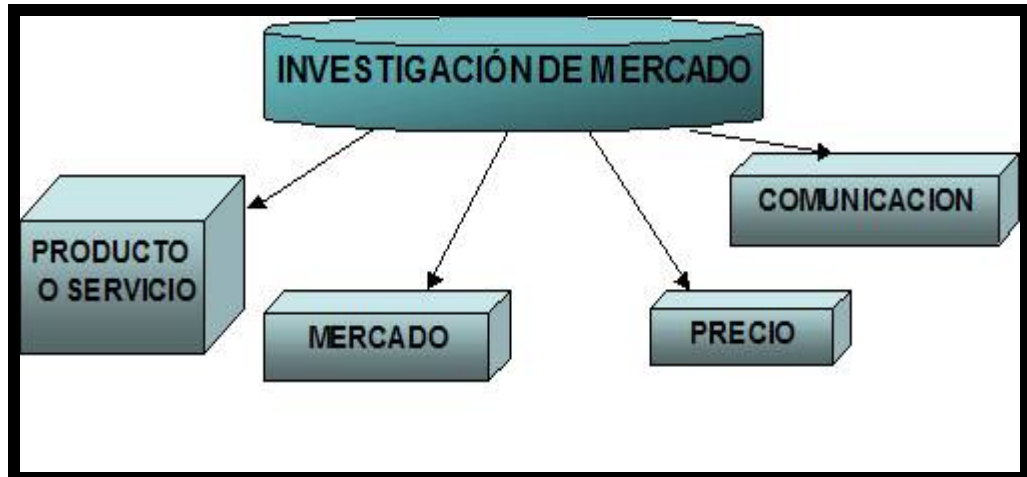 INVESTIGACIÓN DE MERCADO
PRODUCTO
O SERVICIO
MERCADO
PRECIO
COMUNICACION